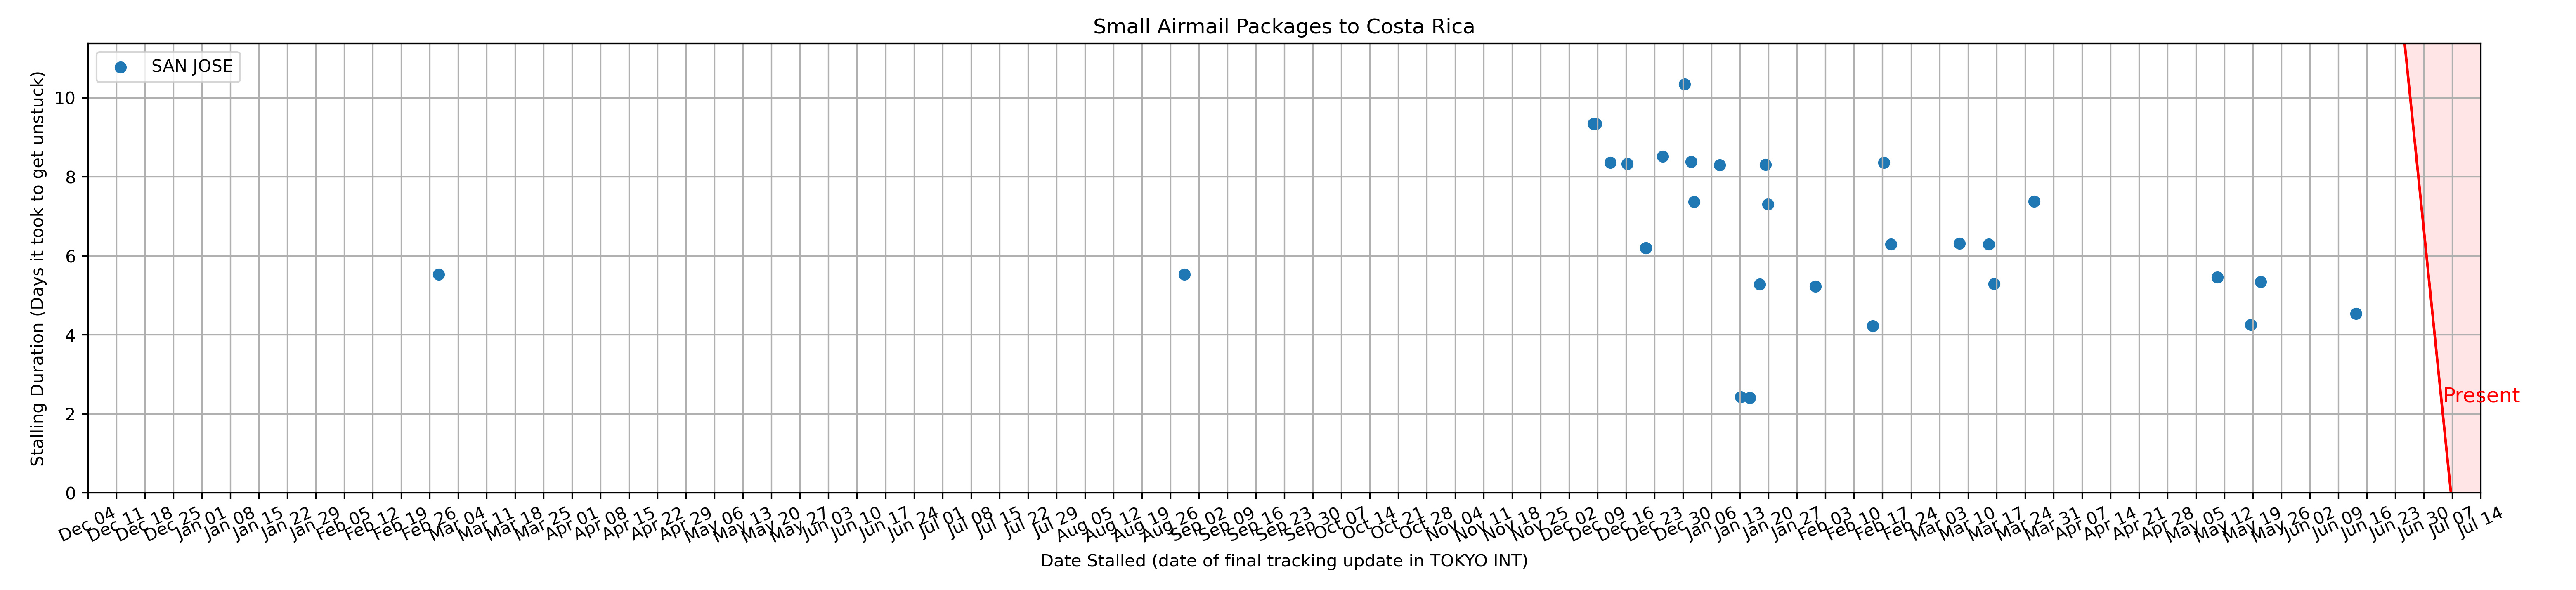 Small Airmail Packages to Costa Rica
SAN JOSE
Stalling Duration (Days it took to get unstuck)
10
8
6
4
2
0
Present
Dec 04
Dec 11
Dec 18
Dec 25
Jan 01
Jan 08
Jan 15
Jan 22
Jan 29
Feb 05
Feb 12
Feb 19
Feb 26
Mar 04
Mar 11
Mar 18
Mar 25
Apr 01
Apr 08
Apr 15
Apr 22
Apr 29
May 06
May 13
May 20
May 27
Jun 03
Jun 10
Jun 17
Jun 24
Jul 01
Jul 08
Jul 15
Jul 22
Jul 29
Aug 05
Aug 12
Aug 19
Aug 26
Sep 02
Sep 09
Sep 16
Sep 23
Sep 30
Oct 07
Oct 14
Oct 21
Oct 28
Nov 04
Nov 11
Nov 18
Nov 25
Dec 02
Dec 09
Dec 16
Dec 23
Dec 30
Jan 06
Jan 13
Jan 20
Jan 27
Feb 03
Feb 10
Feb 17
Feb 24
Mar 03
Mar 10
Mar 17
Mar 24
Mar 31
Apr 07
Apr 14
Apr 21
Apr 28
May 05
May 12
May 19
May 26
Jun 02
Jun 09
Jun 16
Jun 23
Jun 30
Jul 07
Jul 14
Date Stalled (date of final tracking update in TOKYO INT)